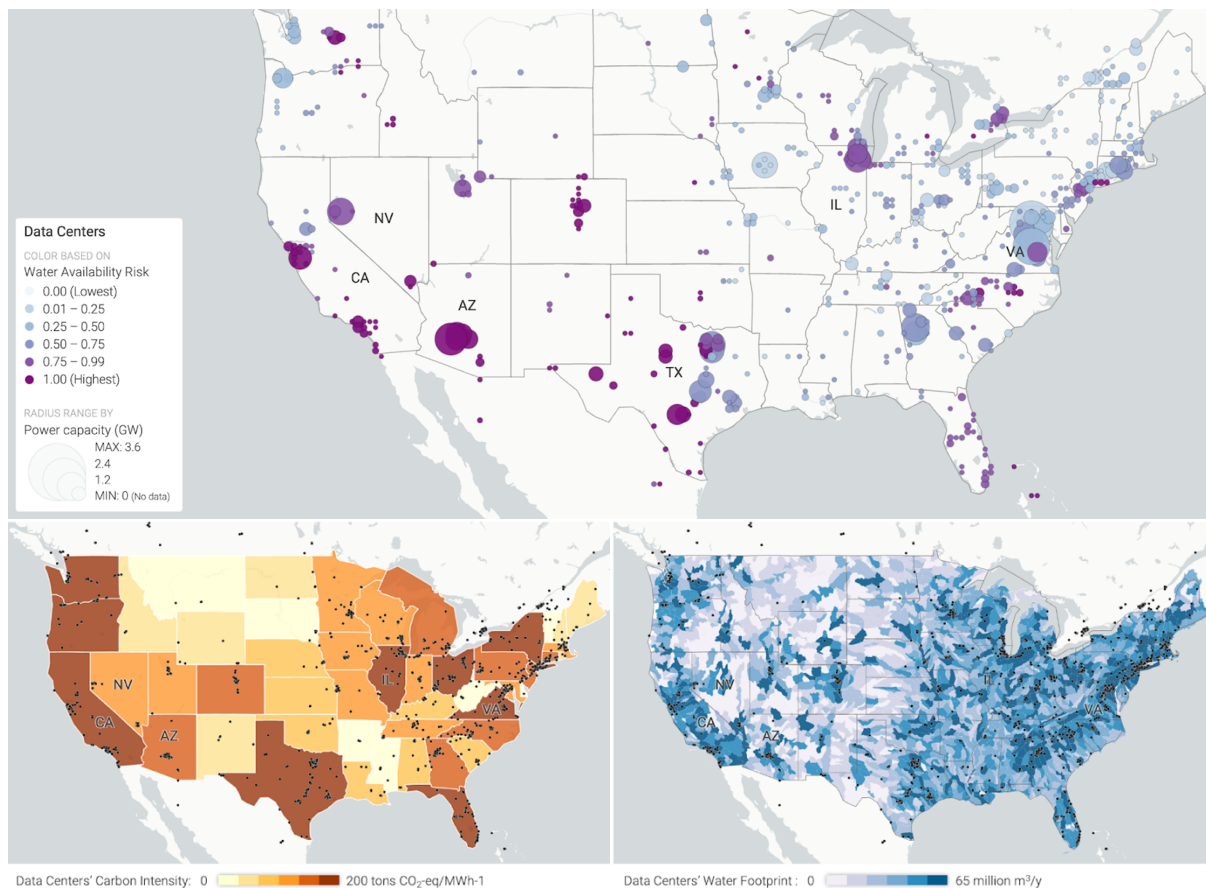 NV
IL
VA
CA
AZ
TX
Data Centers
COLOR BASED ON
Water Availability Risk
0.00 (Lowest)
0.01 – 0.25
0.25 – 0.50
0.50 – 0.75
0.75 – 0.99
1.00 (Highest)
RADIUS RANGE BY
Power capacity (GW)
MAX: 3.6
2.4
1.2
MIN: 0 (No data)
NV
IL
CA
AZ
VA
NV
IL
CA
AZ
VA
Data Centers' Carbon Intensity: 0 200 tons CO₂-eq/MWh-1
Data Centers' Water Footprint : 0 65 million m³/y